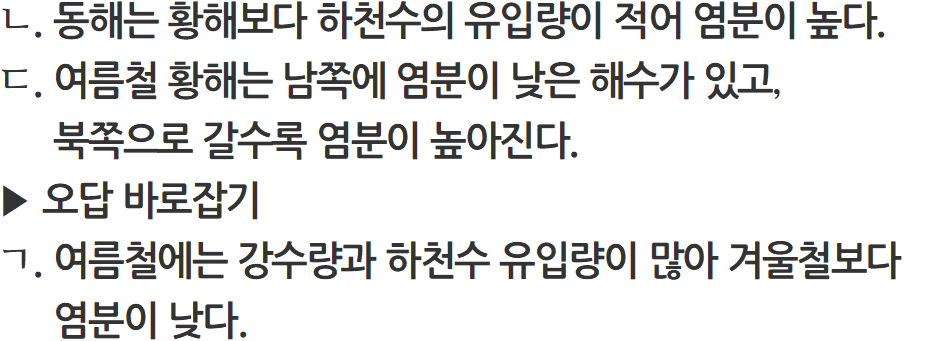 ㄴ. 동해는 황해보다 하천수의 유입량이 적어 염분이 높다.
ㄷ. 여름철 황해는 남쪽에 염분이 낮은 해수가 있고,
북쪽으로 갈수록 염분이 높아진다.
▶ 오답 바로잡기
ㄱ. 여름철에는 강수량과 하천수 유입량이 많아 겨울철보다
염분이 낮다.